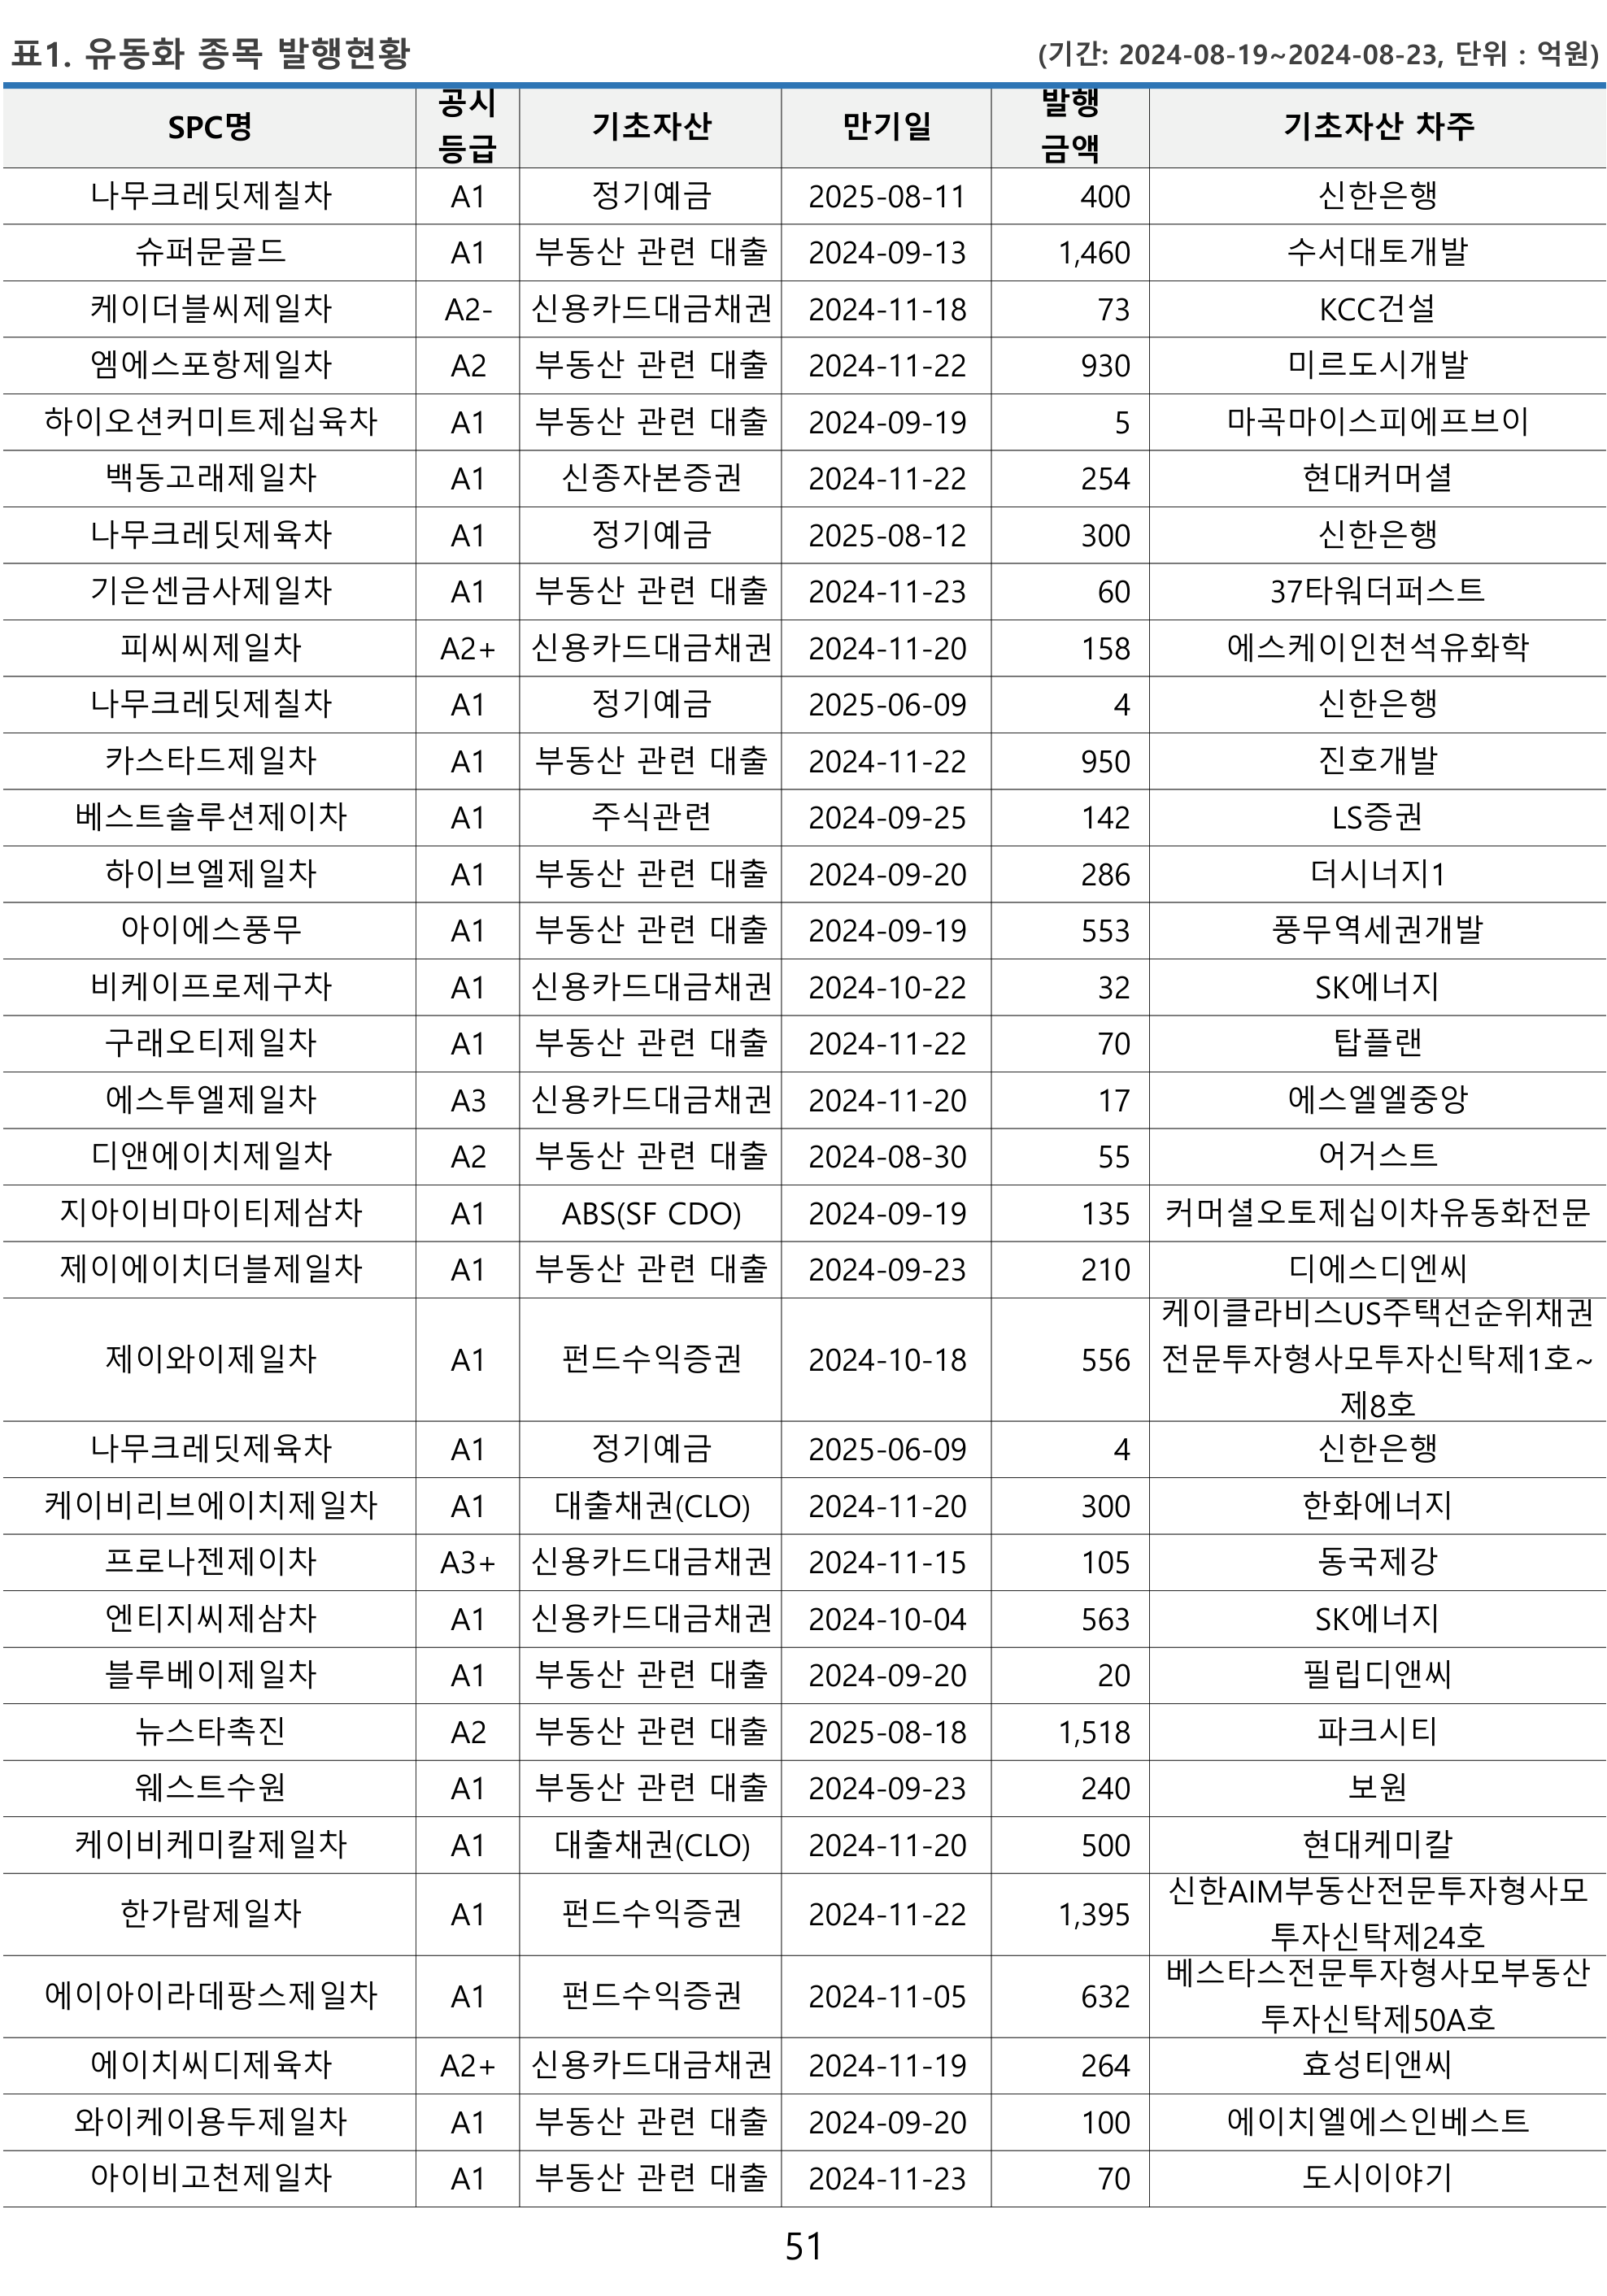 표1. 유동화 종목 발행현황 (기간: 2024-08-19~2024-08-23, 단위 : 억원)
SPC명 공시 등급 기초자산 만기일 발행 금액 기초자산 차주
나무크레딧제칠차 A1 정기예금 2025-08-11 400 신한은행
슈퍼문골드 A1 부동산 관련 대출 2024-09-13 1,460 수서대토개발
케이더블씨제일차 A2- 신용카드대금채권 2024-11-18 73 KCC건설
엠에스포항제일차 A2 부동산 관련 대출 2024-11-22 930 미르도시개발
하이오션커미트제십육차 A1 부동산 관련 대출 2024-09-19 5 마곡마이스피에프브이
백동고래제일차 A1 신종자본증권 2024-11-22 254 현대커머셜
나무크레딧제육차 A1 정기예금 2025-08-12 300 신한은행
기은센금사제일차 A1 부동산 관련 대출 2024-11-23 60 37타워더퍼스트
피씨씨제일차 A2+ 신용카드대금채권 2024-11-20 158 에스케이인천석유화학
나무크레딧제칠차 A1 정기예금 2025-06-09 4 신한은행
카스타드제일차 A1 부동산 관련 대출 2024-11-22 950 진호개발
베스트솔루션제이차 A1 주식관련 2024-09-25 142 LS증권
하이브엘제일차 A1 부동산 관련 대출 2024-09-20 286 더시너지1
아이에스풍무 A1 부동산 관련 대출 2024-09-19 553 풍무역세권개발
비케이프로제구차 A1 신용카드대금채권 2024-10-22 32 SK에너지
구래오티제일차 A1 부동산 관련 대출 2024-11-22 70 탑플랜
에스투엘제일차 A3 신용카드대금채권 2024-11-20 17 에스엘엘중앙
디앤에이치제일차 A2 부동산 관련 대출 2024-08-30 55 어거스트
지아이비마이티제삼차 A1 ABS(SF CDO) 2024-09-19 135 커머셜오토제십이차유동화전문
제이에이치더블제일차 A1 부동산 관련 대출 2024-09-23 210 디에스디엔씨
제이와이제일차 A1 펀드수익증권 2024-10-18 556 케이클라비스US주택선순위채권
전문투자형사모투자신탁제1호~
제8호
나무크레딧제육차 A1 정기예금 2025-06-09 4 신한은행
케이비리브에이치제일차 A1 대출채권(CLO) 2024-11-20 300 한화에너지
프로나젠제이차 A3+ 신용카드대금채권 2024-11-15 105 동국제강
엔티지씨제삼차 A1 신용카드대금채권 2024-10-04 563 SK에너지
블루베이제일차 A1 부동산 관련 대출 2024-09-20 20 필립디앤씨
뉴스타촉진 A2 부동산 관련 대출 2025-08-18 1,518 파크시티
웨스트수원 A1 부동산 관련 대출 2024-09-23 240 보원
케이비케미칼제일차 A1 대출채권(CLO) 2024-11-20 500 현대케미칼
한가람제일차 A1 펀드수익증권 2024-11-22 1,395 신한AIM부동산전문투자형사모
투자신탁제24호
에이아이라데팡스제일차 A1 펀드수익증권 2024-11-05 632 베스타스전문투자형사모부동산
투자신탁제50A호
에이치씨디제육차 A2+ 신용카드대금채권 2024-11-19 264 효성티앤씨
와이케이용두제일차 A1 부동산 관련 대출 2024-09-20 100 에이치엘에스인베스트
아이비고천제일차 A1 부동산 관련 대출 2024-11-23 70 도시이야기
51